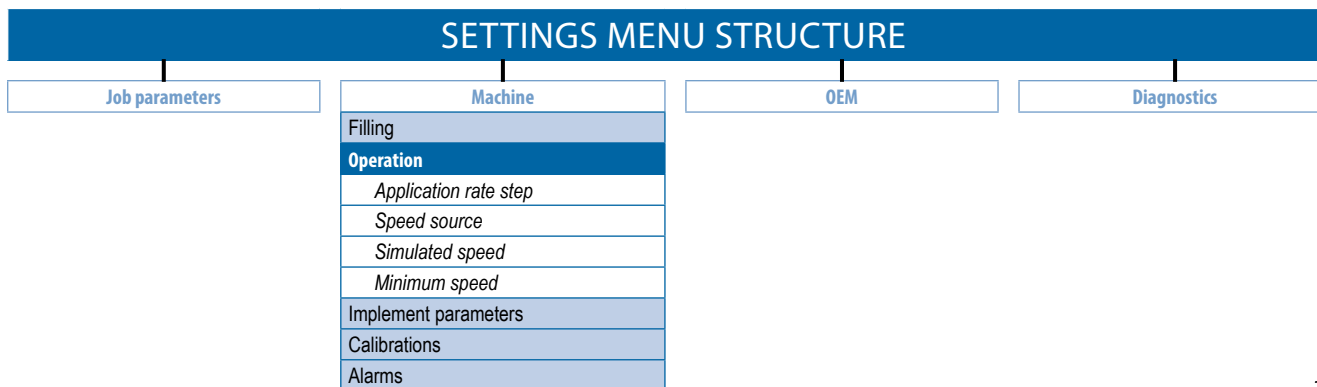 SETTINGS MENU STRUCTURE
Job parameters
Machine
OEM
Diagnostics
Filling
Operation
Application rate step
Speed source
Simulated speed
Minimum speed
Implement parameters
Calibrations
Alarms